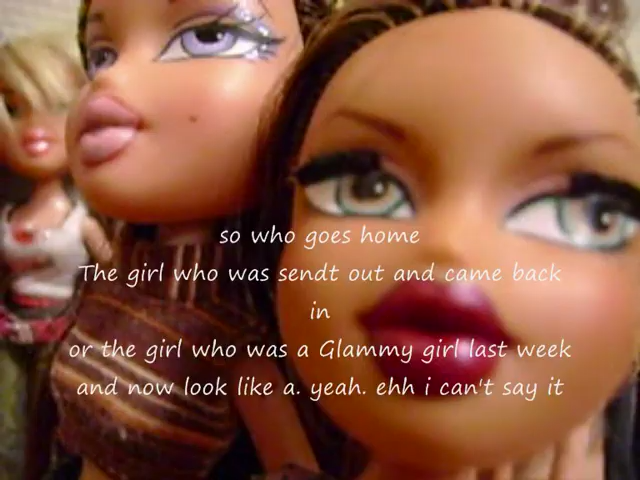 so who goes home
The girl who was sendt out and came back
in
or the girl who was a Glammy girl last week
and now look like a. yeah. ehh i can't say it